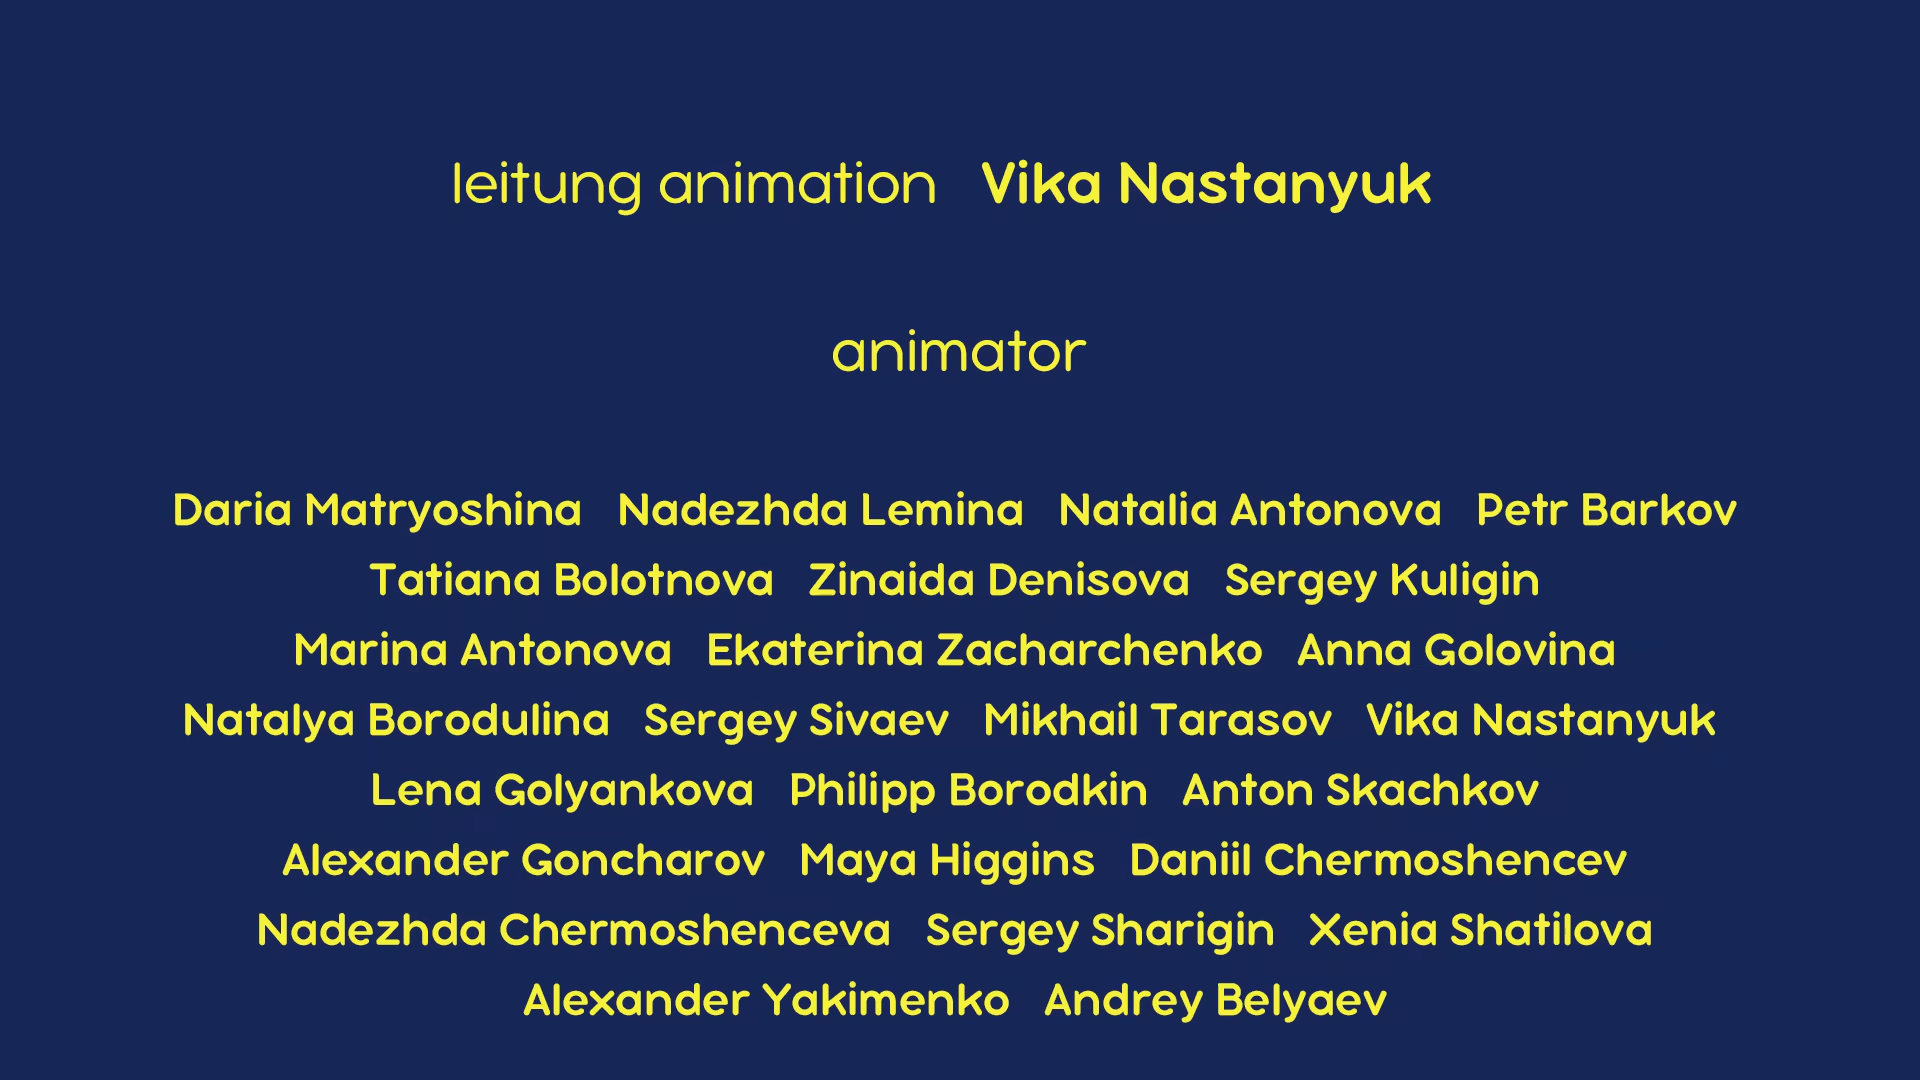 leitung animation Vika Nastanyuk
animator
Daria Matryoshina Nadezhda Lemina Natalia Antonova Petr Barkov
Tatiana Bolotnova Zinaida Denisova Sergey Kuligin
Marina Antonova Ekaterina Zacharchenko Anna Golovina
Natalya Borodulina Sergey Sivaev Mikhail Tarasov Vika Nastanyuk
Lena Golyankova Philipp Borodkin Anton Skachkov
Alexander Goncharov Maya Higgins Daniil Chermoshencev
Nadezhda Chermoshenceva Sergey Sharigin Xenia Shatilova
Alexander Yakimenko Andrey Belyaev